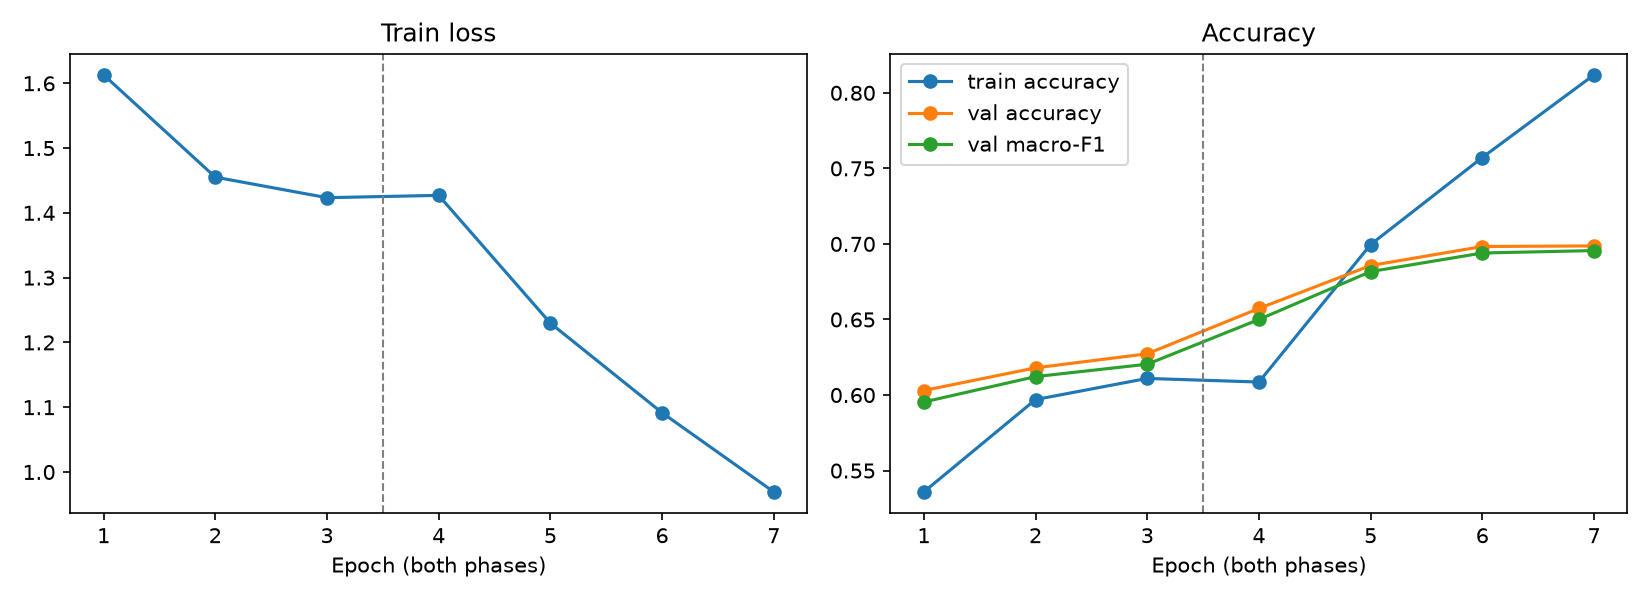 Train loss
1.6
1.5
1.4
1.3
1.2
1.1
1.0
1 2 3 4 5 6 7
Epoch (both phases)
Accuracy
train accuracy
val accuracy
val macro-F1
0.80
0.75
0.70
0.65
0.60
0.55
1 2 3 4 5 6 7
Epoch (both phases)